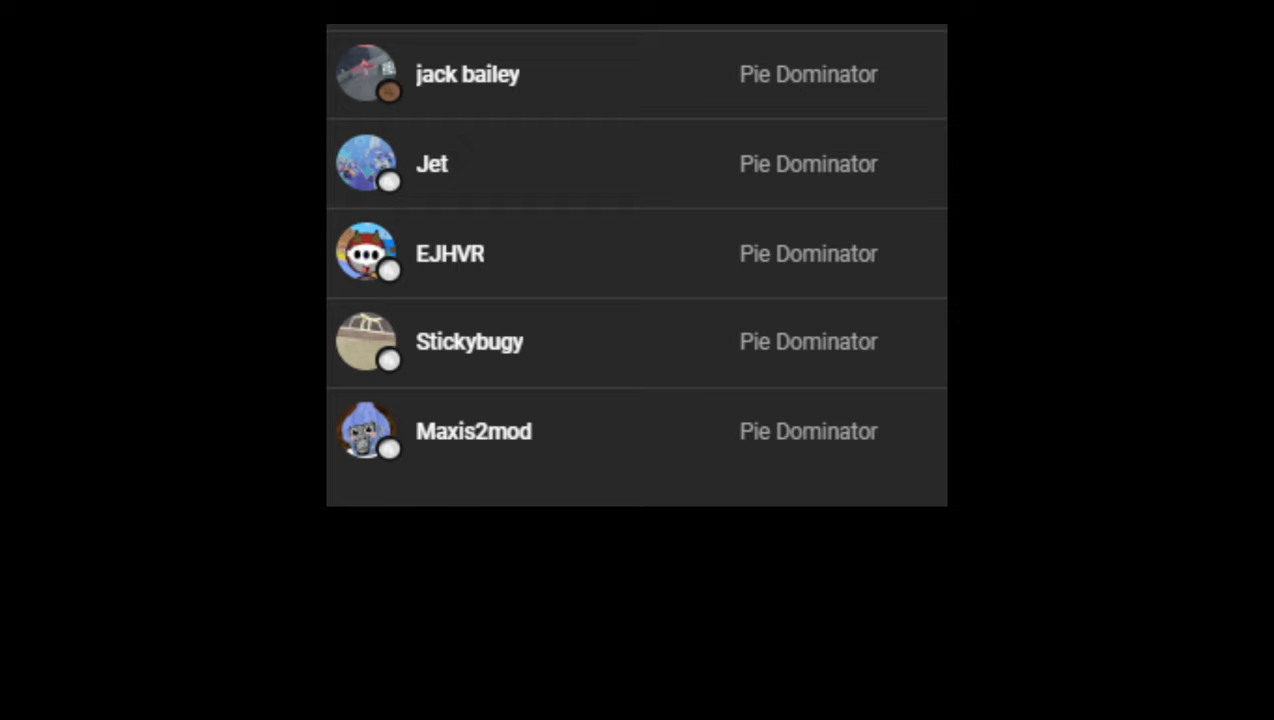 jack bailey Pie Dominator
Jet Pie Dominator
EJHVR Pie Dominator
Stickybugy Pie Dominator
Maxis2mod Pie Dominator